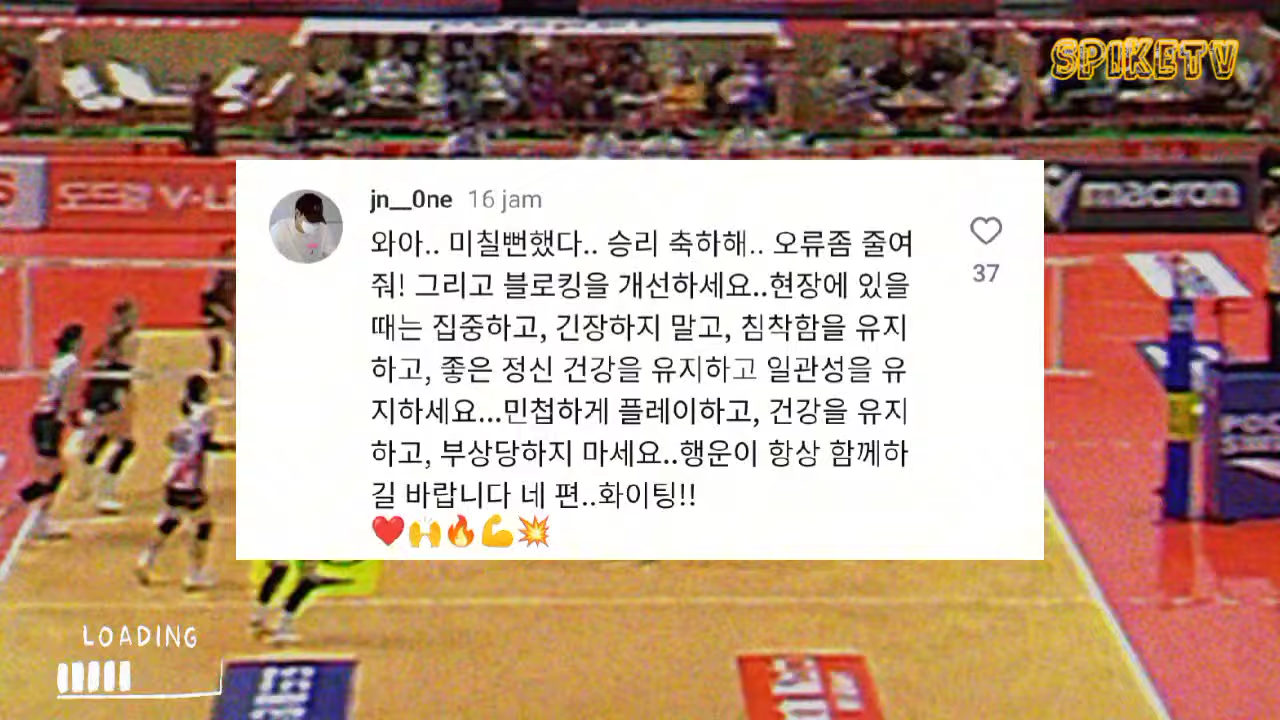 SPIKETV
도드람 V-L
macron
jn__0ne 16 jam
와아.. 미칠뻔했다.. 승리 축하해.. 오류좀 줄여
줘! 그리고 블로킹을 개선하세요..현장에 있을
때는 집중하고, 긴장하지 말고, 침착함을 유지
하고, 좋은 정신 건강을 유지하고 일관성을 유
지하세요...민첩하게 플레이하고, 건강을 유지
하고, 부상당하지 마세요..행운이 항상 함께하
길 바랍니다 네 편..화이팅!!
❤️🙌🔥💪💥
37
LOADING